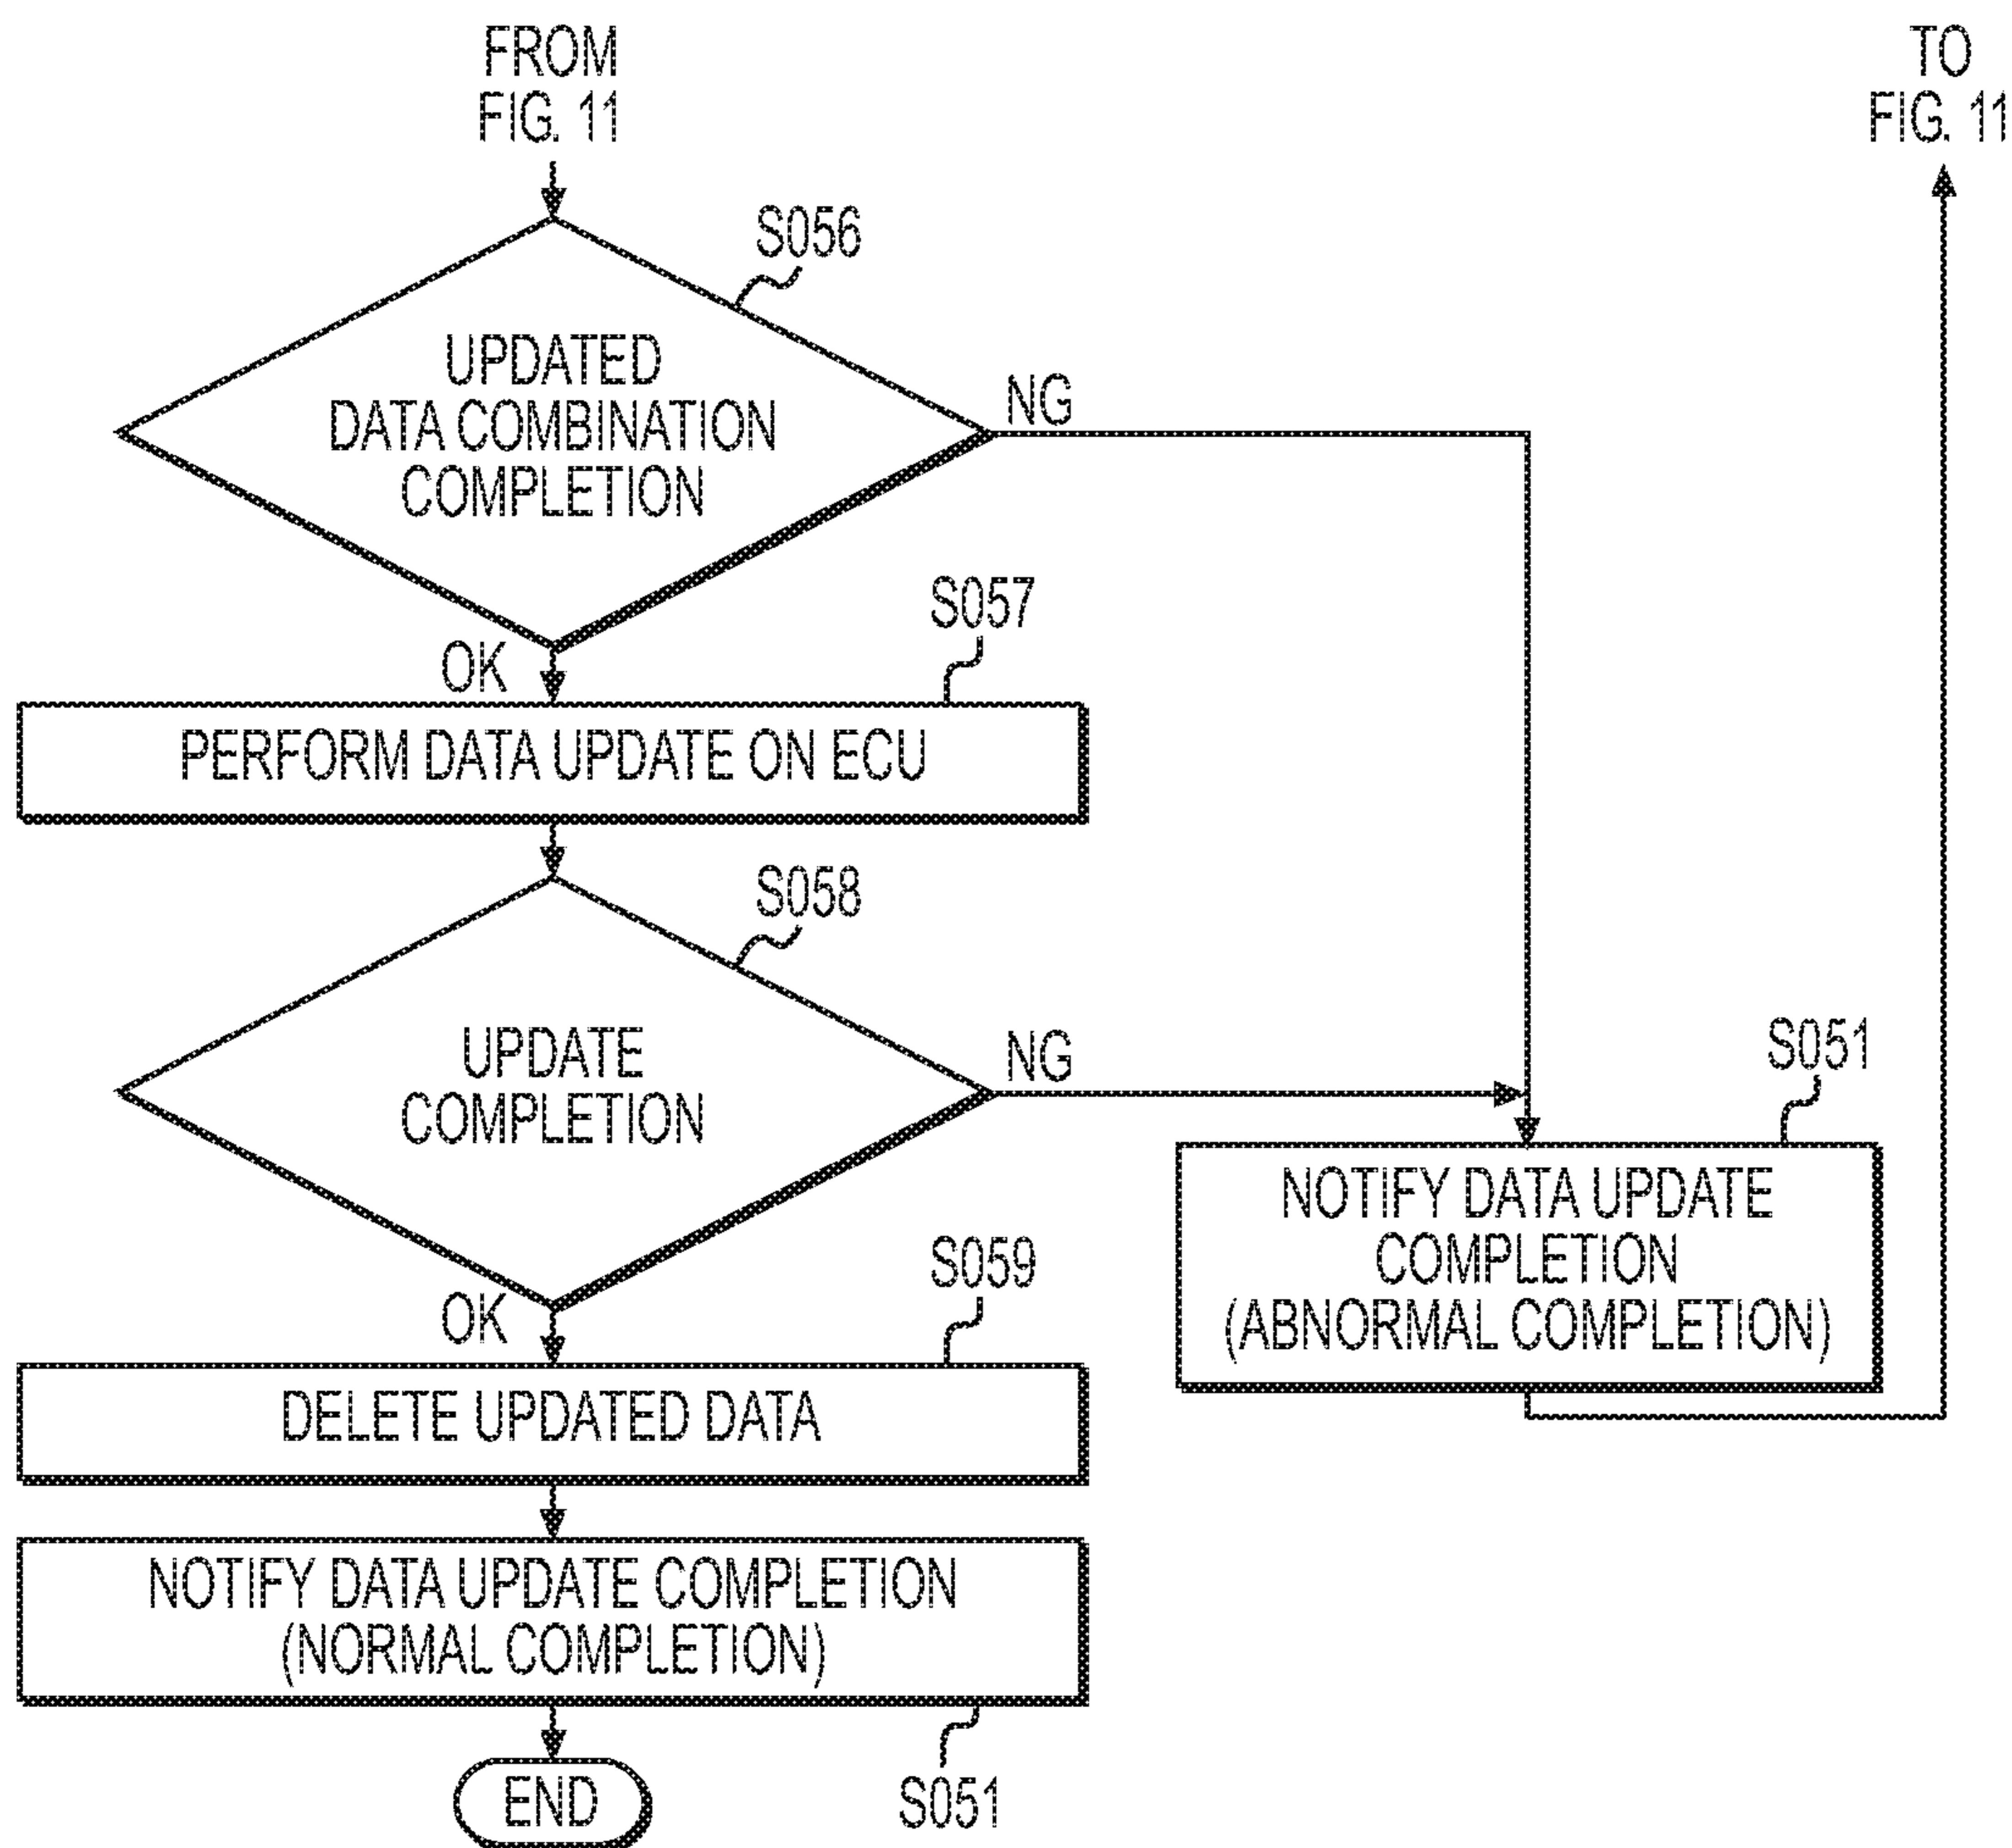 FROM
FIG. 11
TO
FIG. 11
S056
UPDATED
DATA COMBINATION
COMPLETION
NG
OK
S057
PERFORM DATA UPDATE ON ECU
S058
UPDATE
COMPLETION
NG
S051
NOTIFY DATA UPDATE
COMPLETION
(ABNORMAL COMPLETION)
OK
S059
DELETE UPDATED DATA
NOTIFY DATA UPDATE COMPLETION
(NORMAL COMPLETION)
S051
END